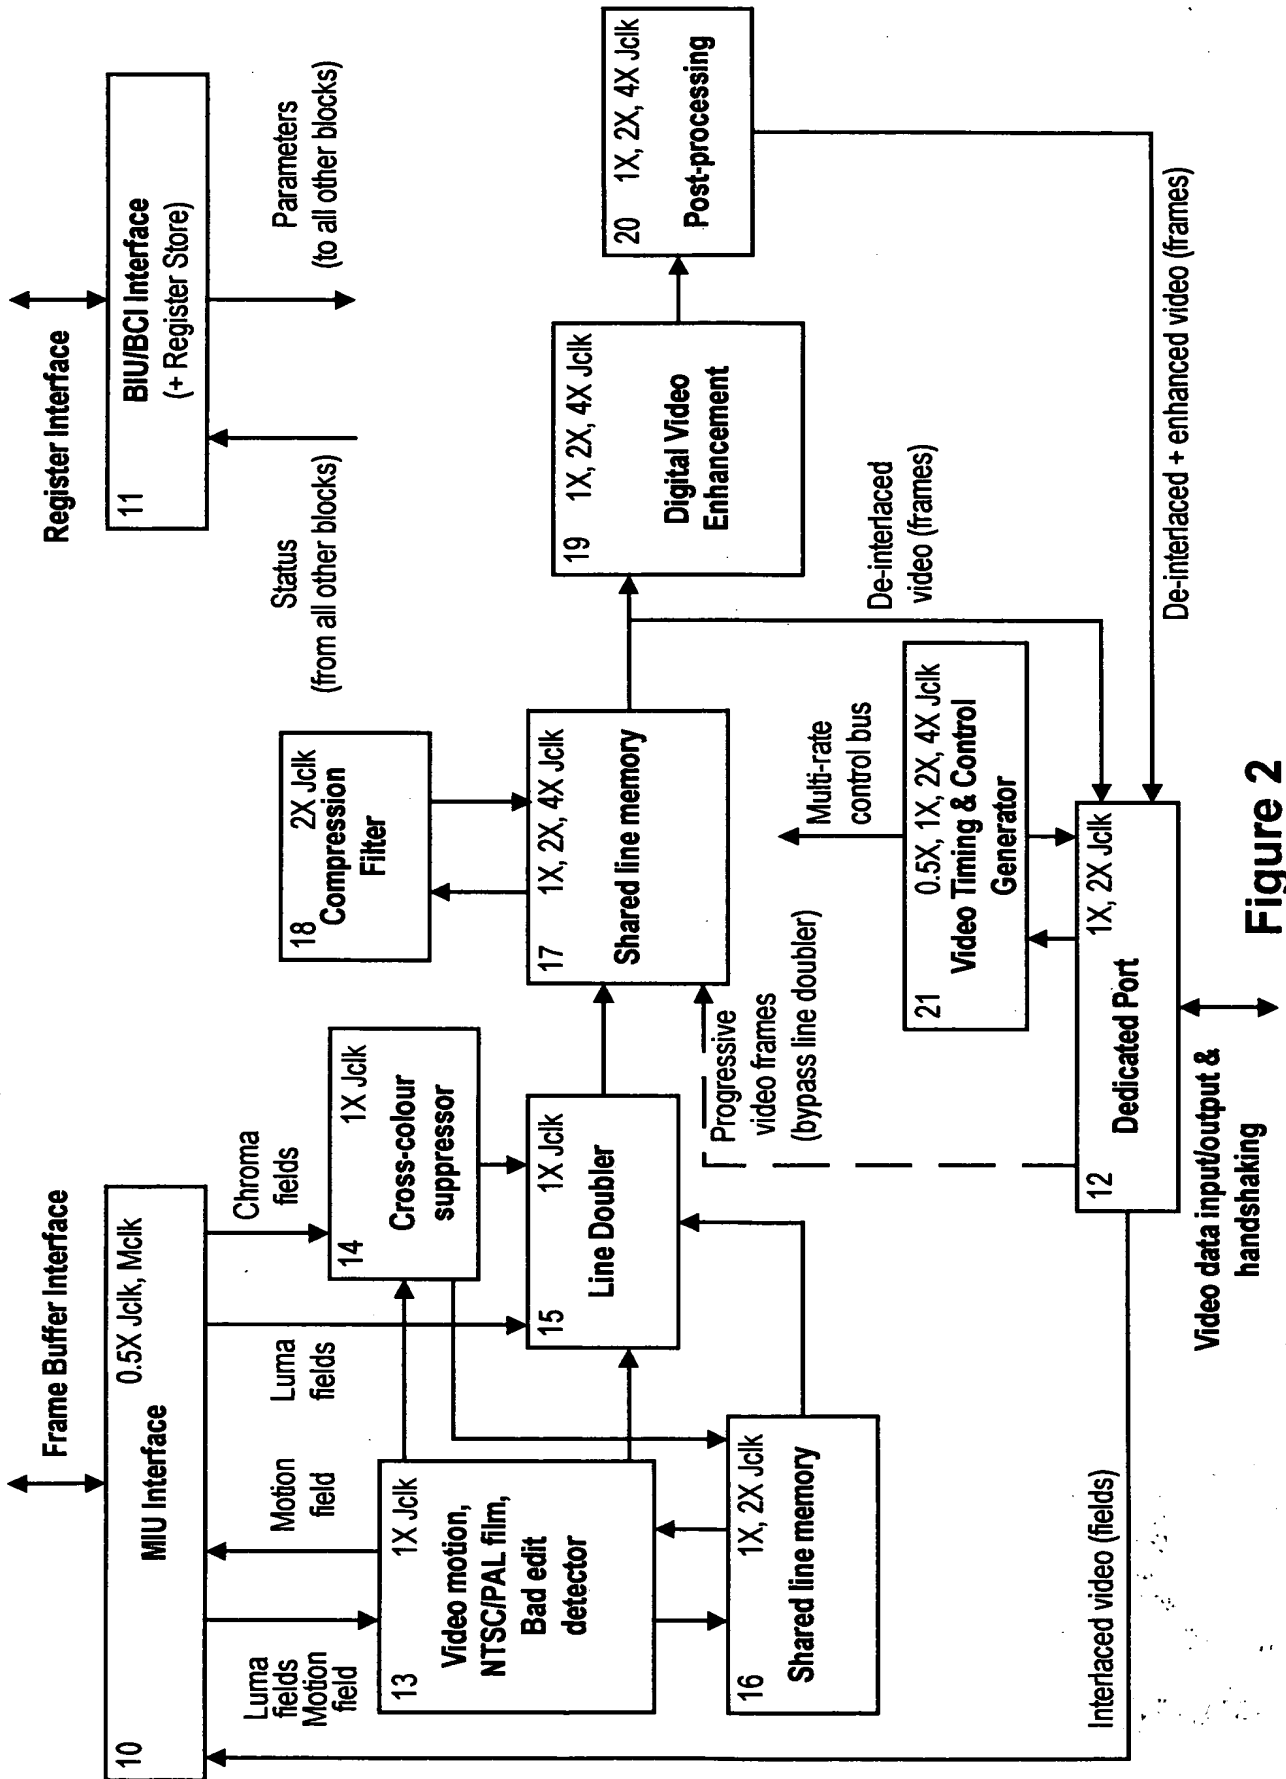 Frame Buffer Interface
10
0.5X Jclk, Mclk
MIU Interface
Register Interface
11
BIU/BCI Interface
(+ Register Store)
Status
(from all other blocks)
Parameters
(to all other blocks)
Luma
fields
Motion
field
Motion
field
Luma
fields
Chroma
fields
13
1X Jclk
Video motion,
NTSC/PAL film,
Bad edit
detector
14
1X Jclk
Cross-colour
suppressor
15
1X Jclk
Line Doubler
16
1X, 2X Jclk
Shared line memory
18
2X Jclk
Compression
Filter
17
1X, 2X, 4X Jclk
Shared line memory
19
1X, 2X, 4X Jclk
Digital Video
Enhancement
20
1X, 2X, 4X Jclk
Post-processing
Progressive
video frames
(bypass line doubler)
Multi-rate
control bus
De-interlaced
video (frames)
21
0.5X, 1X, 2X, 4X Jclk
Video Timing & Control
Generator
12
1X, 2X Jclk
Dedicated Port
Interlaced video (fields)
De-interlaced + enhanced video (frames)
Video data input/output &
handshaking
Figure 2